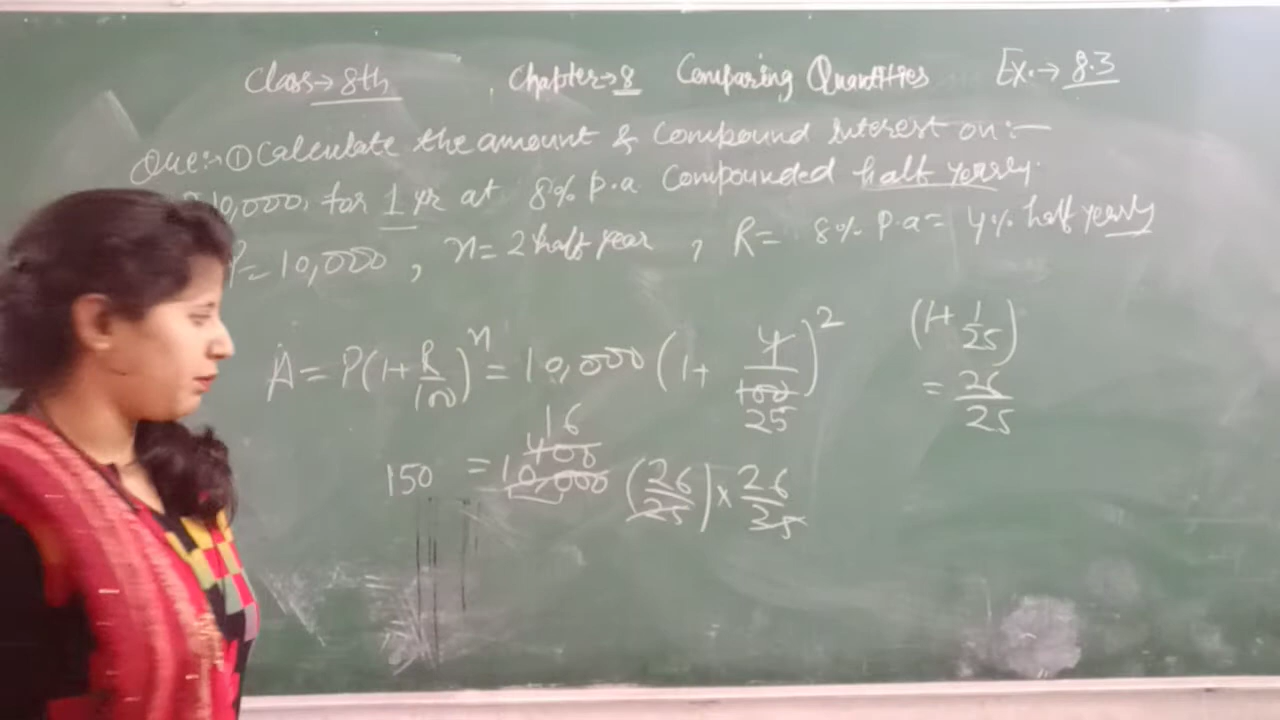 Class→ 8th Chapter→8 Comparing Quantities Ex.→ 8.3
Que:→ ① Calculate the amount & Compound Interest on:-
10,000, for 1 yr at 8% p.a. Compounded half yearly.
P= 10,000 , n= 2 half year , R= 8% p.a = 4% half yearly
A = P(1+ R/100)^n = 10,000 (1+ 4/100)^2 (1+ 1/25)
25 = 26/25
16
400
150 = 10,000 (26/25) × 26/25